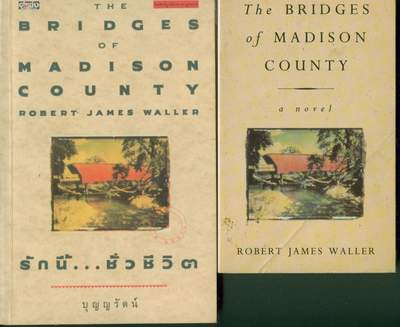 THE
BRIDGES
OF
MADISON
COUNTY
ROBERT JAMES WALLER
รักนี้...ชั่วชีวิต
บุญญรัตน์
The BRIDGES
of MADISON
COUNTY
a novel
ROBERT JAMES WALLER